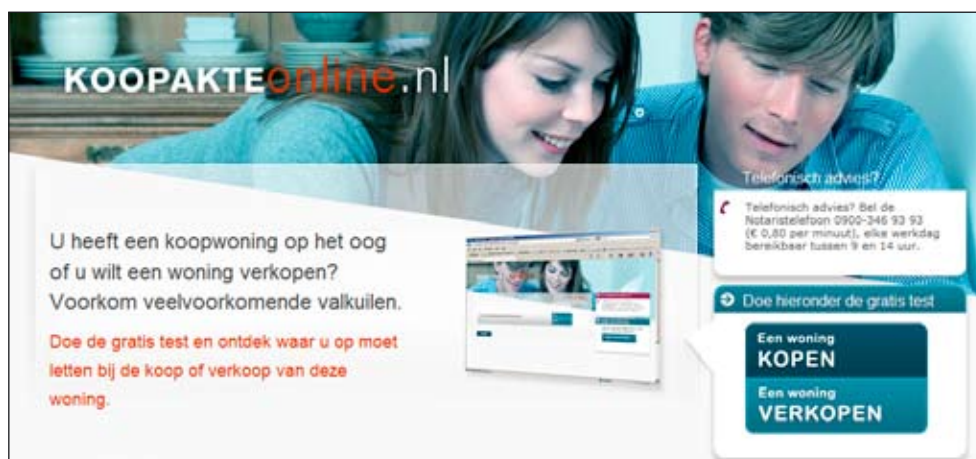 KOOPAKTEonline.nl
Telefonisch advies?
Telefonisch advies? Bel de
Notaristelefoon 0900-346 93 93
(€ 0,80 per minuut), elke werkdag
bereikbaar tussen 9 en 14 uur.
U heeft een koopwoning op het oog
of u wilt een woning verkopen?
Voorkom veelvoorkomende valkuilen.
Doe de gratis test en ontdek waar u op moet
letten bij de koop of verkoop van deze
woning.
Doe hieronder de gratis test
Een woning
KOPEN
Een woning
VERKOPEN